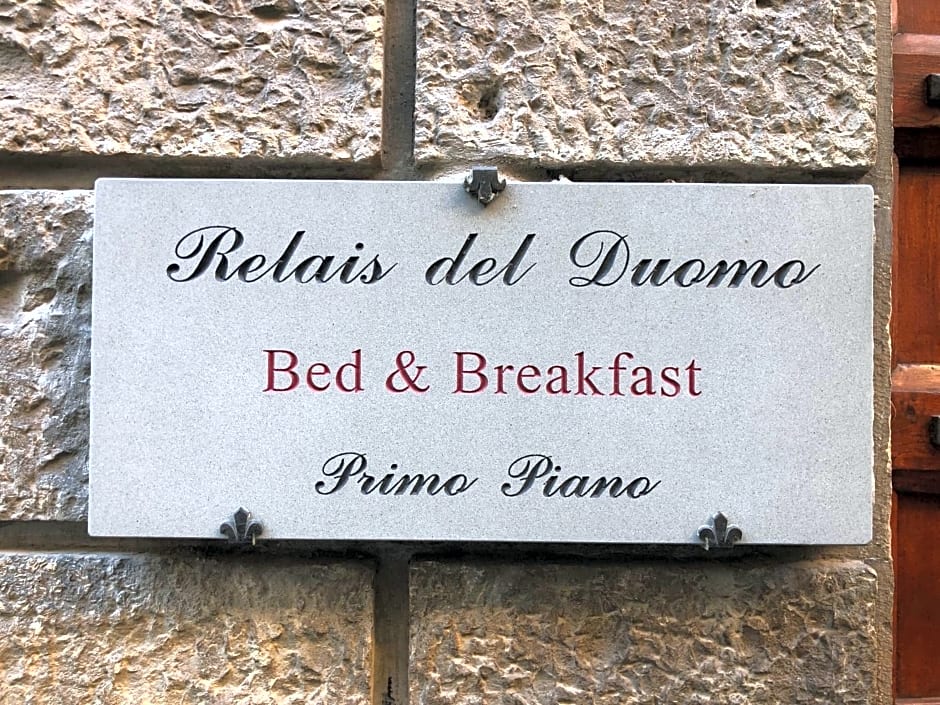 Relais del Duomo
Bed & Breakfast
Primo Piano